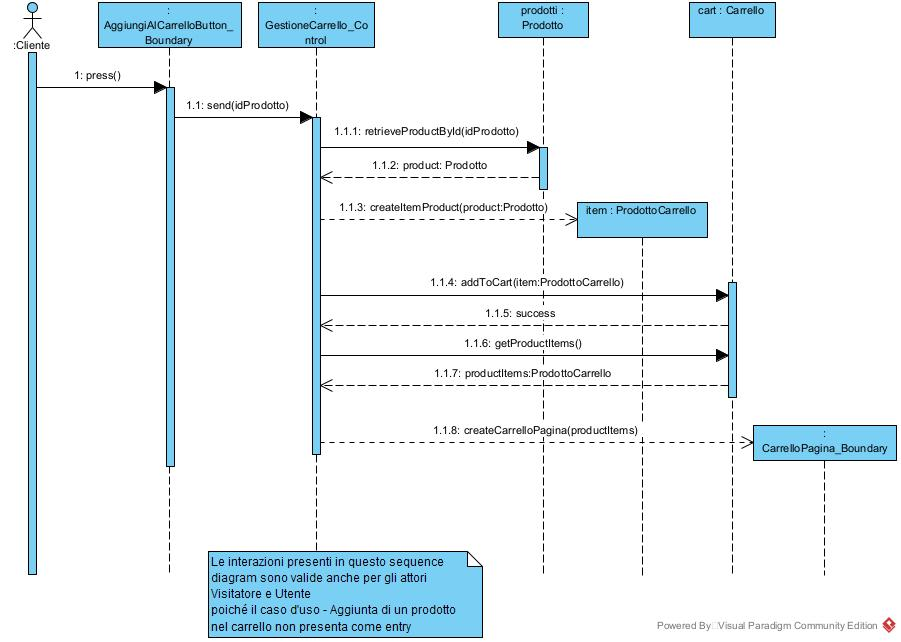 :
AggiungiAlCarrelloButton_
Boundary
:
GestioneCarrello_Co
ntrol
prodotti :
Prodotto
cart : Carrello
:Cliente
1: press()
1.1: send(idProdotto)
1.1.1: retrieveProductById(idProdotto)
1.1.2: product: Prodotto
1.1.3: createItemProduct(product:Prodotto)
item : ProdottoCarrello
1.1.4: addToCart(item:ProdottoCarrello)
1.1.5: success
1.1.6: getProductItems()
1.1.7: productItems:ProdottoCarrello
1.1.8: createCarrelloPagina(productItems)
:
CarrelloPagina_Boundary
Le interazioni presenti in questo sequence
diagram sono valide anche per gli attori
Visitatore e Utente
poiché il caso d'uso - Aggiunta di un prodotto
nel carrello non presenta come entry
Powered By Visual Paradigm Community Edition